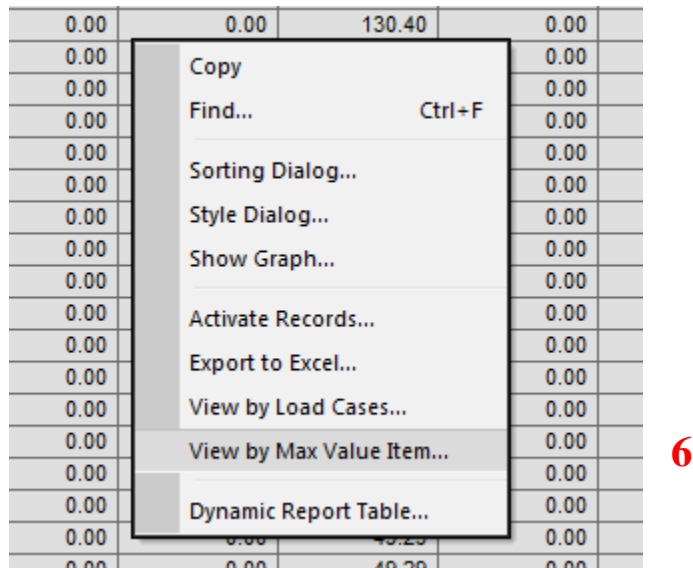 0.00 0.00 130.40 0.00
0.00 0.00
0.00 Copy 0.00
0.00 Find... Ctrl+F 0.00
0.00 0.00
0.00 Sorting Dialog... 0.00
0.00 Style Dialog... 0.00
0.00 Show Graph... 0.00
0.00 0.00
0.00 Activate Records... 0.00
0.00 0.00
0.00 Export to Excel... 0.00
0.00 View by Load Cases... 0.00
0.00 View by Max Value Item... 0.00 6
0.00 0.00
0.00 Dynamic Report Table... 0.00
0.00 0.00
0.00 0.00 49.29 0.00